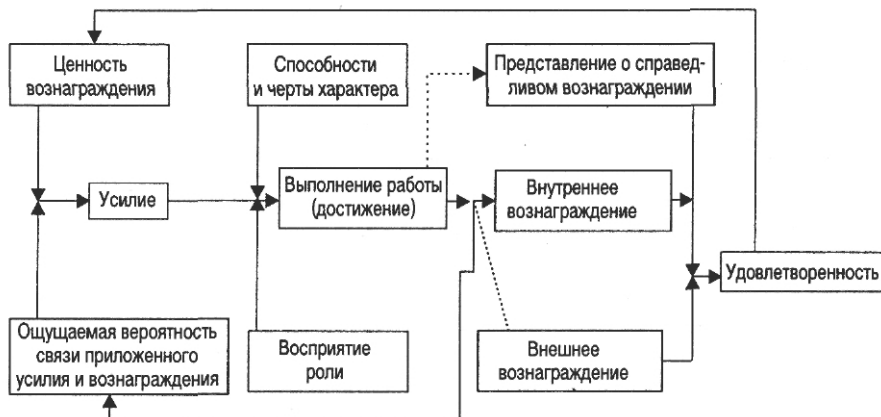 Ценность
вознаграждения
Способности
и черты характера
Представление о справед-
ливом вознаграждении
Усилие
Выполнение работы
(достижение)
Внутреннее
вознаграждение
Удовлетворенность
Ощущаемая вероятность
связи приложенного
усилия и вознаграждения
Восприятие
роли
Внешнее
вознаграждение